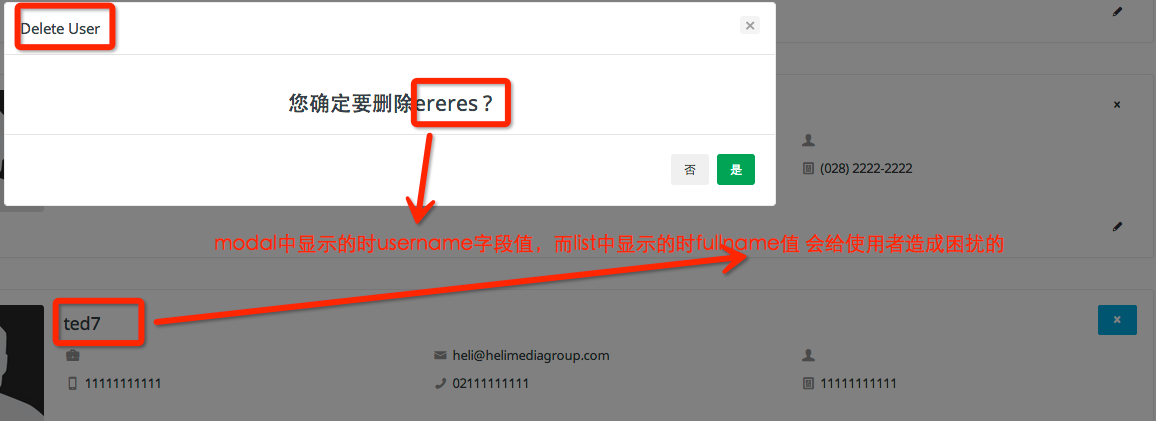 Delete User
×
您确定要删除ereres？
×
(028) 2222-2222
否
是
modal中显示的时username字段值，而list中显示的时fullname值 会给使用者造成困扰的
ted7
×
heli@helimediagroup.com
11111111111
02111111111
11111111111